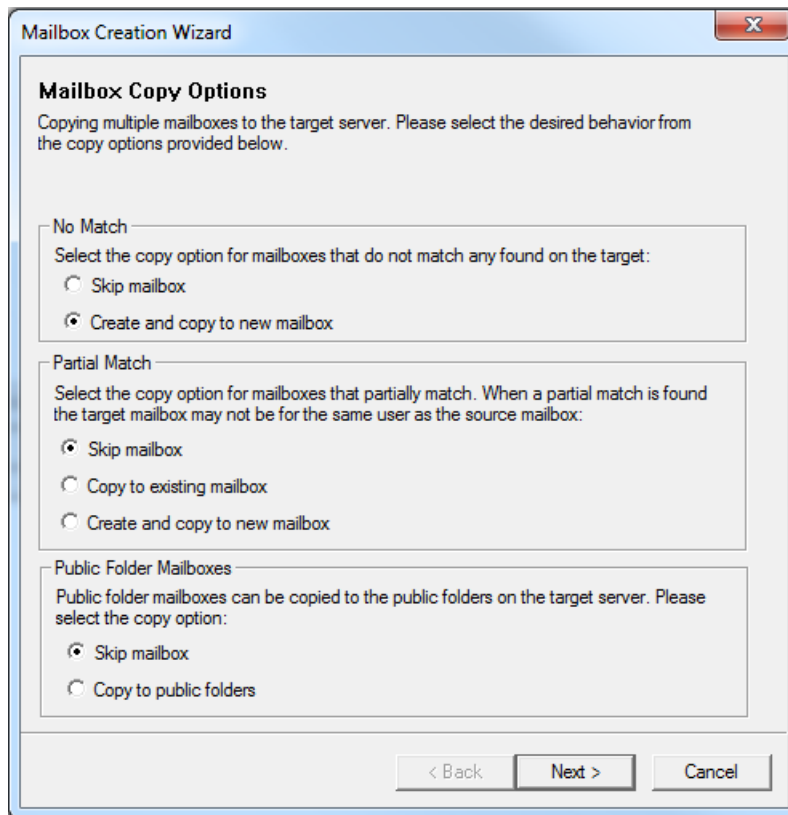 Mailbox Creation Wizard
Mailbox Copy Options
Copying multiple mailboxes to the target server. Please select the desired behavior from
the copy options provided below.
No Match
Select the copy option for mailboxes that do not match any found on the target:
Skip mailbox
Create and copy to new mailbox
Partial Match
Select the copy option for mailboxes that partially match. When a partial match is found
the target mailbox may not be for the same user as the source mailbox:
Skip mailbox
Copy to existing mailbox
Create and copy to new mailbox
Public Folder Mailboxes
Public folder mailboxes can be copied to the public folders on the target server. Please
select the copy option:
Skip mailbox
Copy to public folders
< Back Next > Cancel